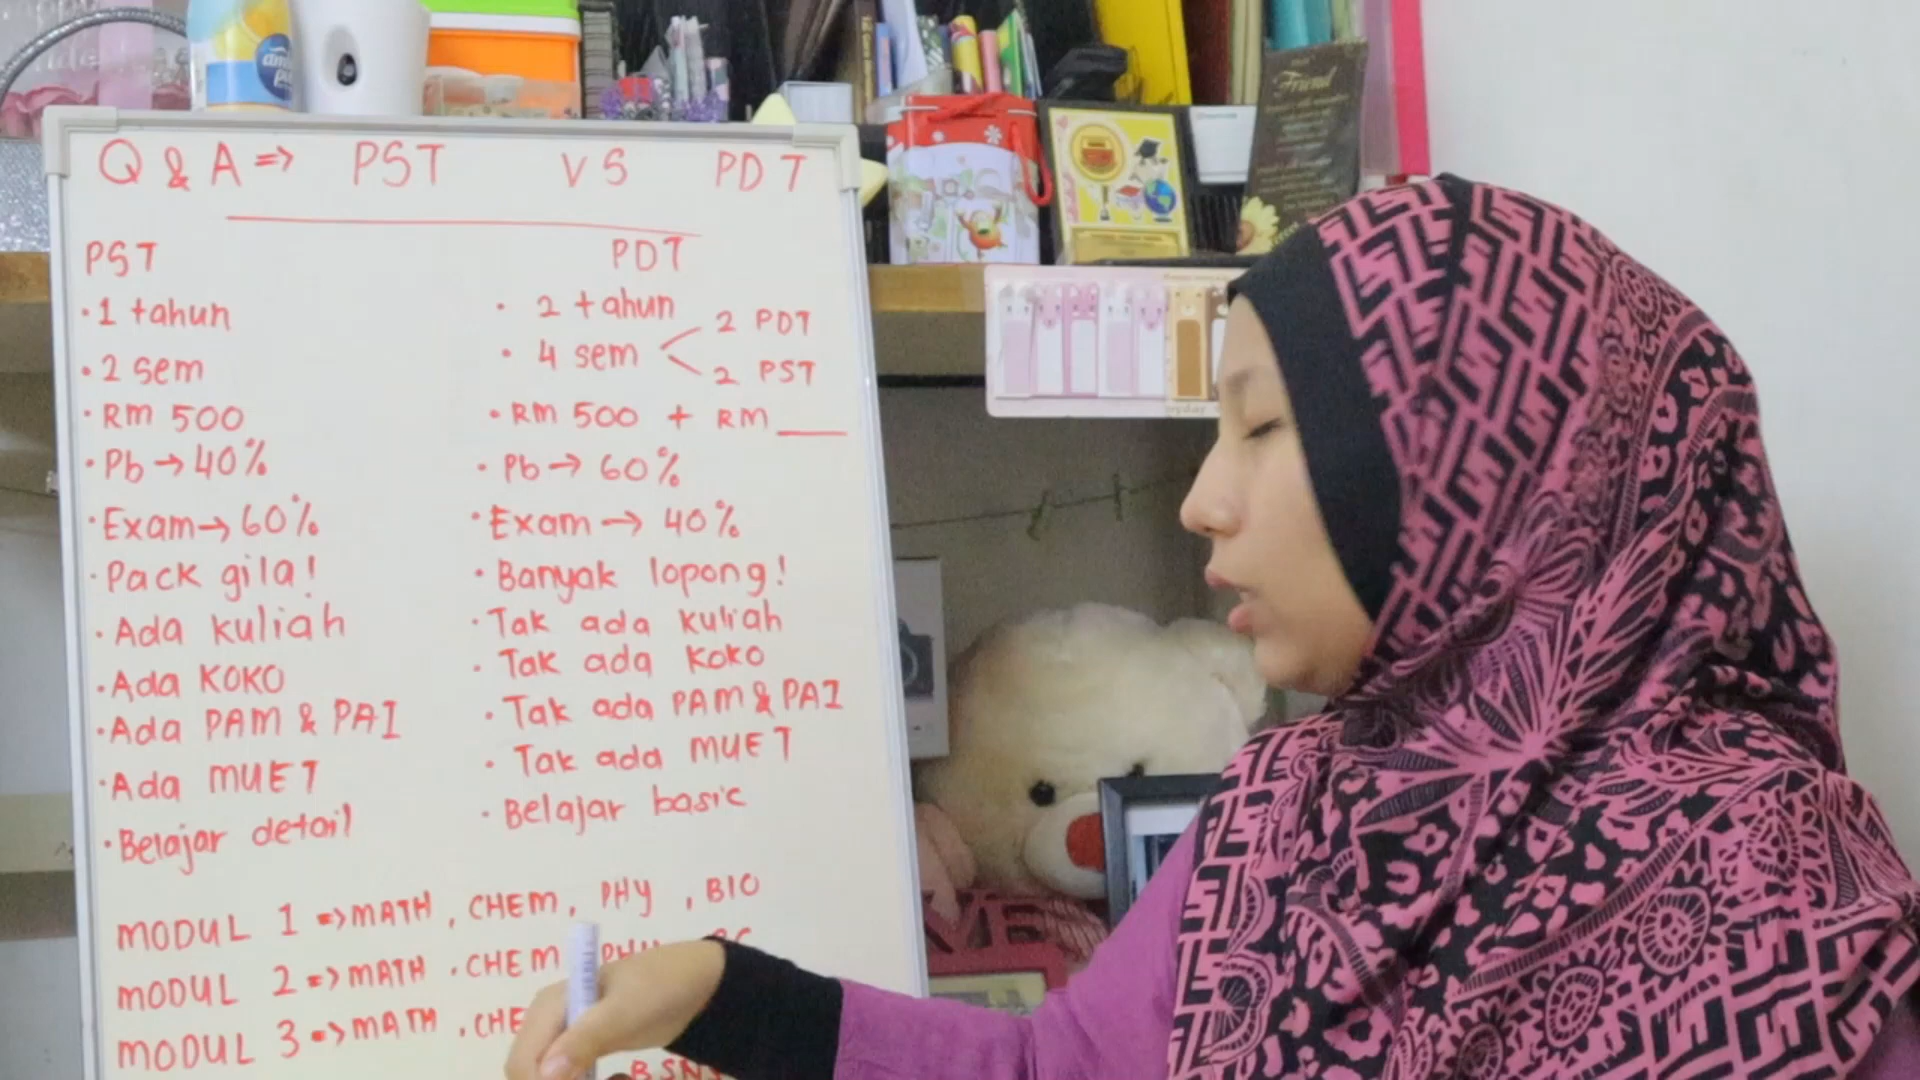 Q & A => PST VS PDT
PST
• 1 tahun
• 2 sem
• RM 500
• Pb → 40%
• Exam → 60%
• Pack gila!
• Ada kuliah
• Ada KOKO
• Ada PAM & PAI
• Ada MUET
• Belajar detail
PDT
• 2 tahun
• 4 sem < 2 PDT
2 PST
• RM 500 + RM ___
• Pb → 60%
• Exam → 40%
• Banyak lopong!
• Tak ada kuliah
• Tak ada KOKO
• Tak ada PAM & PAI
• Tak ada MUET
• Belajar basic
MODUL 1 => MATH, CHEM, PHY, BIO
MODUL 2 => MATH, CHEM
MODUL 3 => MATH
Friend